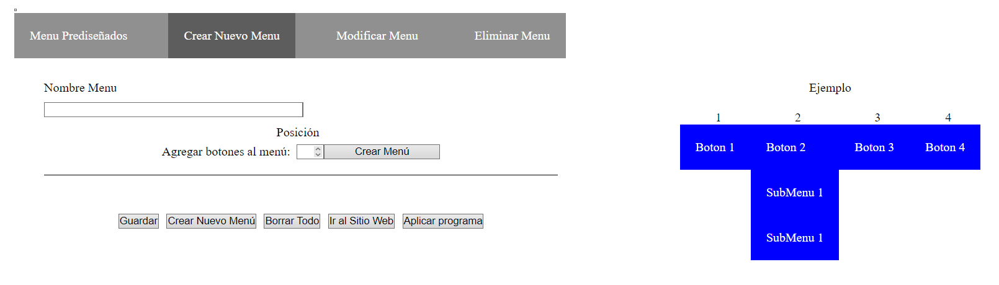 Menu Prediseñados Crear Nuevo Menu Modificar Menu Eliminar Menu
Nombre Menu
Posición
Agregar botones al menú: Crear Menú
Guardar Crear Nuevo Menú Borrar Todo Ir al Sitio Web Aplicar programa
Ejemplo
1 2 3 4
Boton 1 Boton 2 Boton 3 Boton 4
SubMenu 1
SubMenu 1